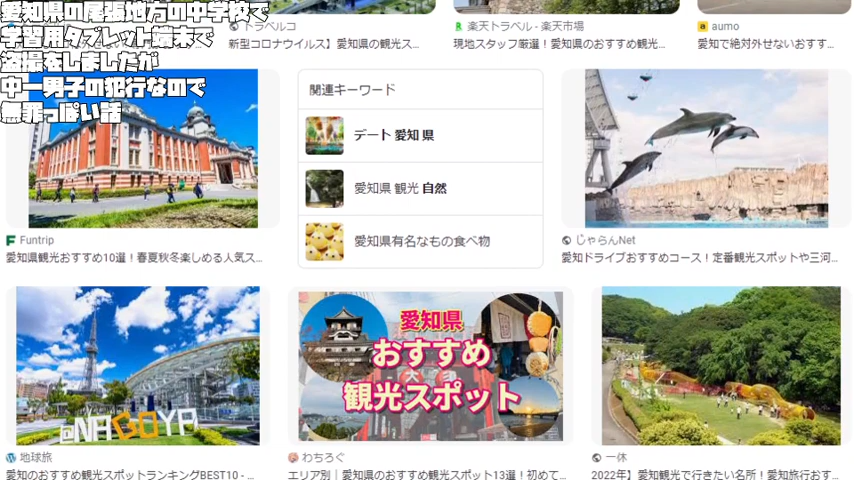 愛知県の尾張地方の中学校で
学習用タブレット端末で
盗撮をしましたが
中一男子の犯行なので
無罪っぽい話
トラベルコ
新型コロナウイルス】愛知県の観光ス...
楽天トラベル - 楽天市場
現地スタッフ厳選！愛知県のおすすめ観光...
aumo
愛知で絶対外せないおすす...
関連キーワード
デート 愛知 県
愛知県 観光 自然
愛知県有名なもの食べ物
Funtrip
愛知県観光おすすめ10選！春夏秋冬楽しめる人気ス...
じゃらんNet
愛知ドライブおすすめコース！定番観光スポットや三河...
@NAGOYA
愛知県
おすすめ
観光スポット
地球旅
愛知のおすすめ観光スポットランキングBEST10 - ...
わちろぐ
エリア別｜愛知県のおすすめ観光スポット13選！初めて...
一休
2022年】愛知観光で行きたい名所！愛知旅行おす...